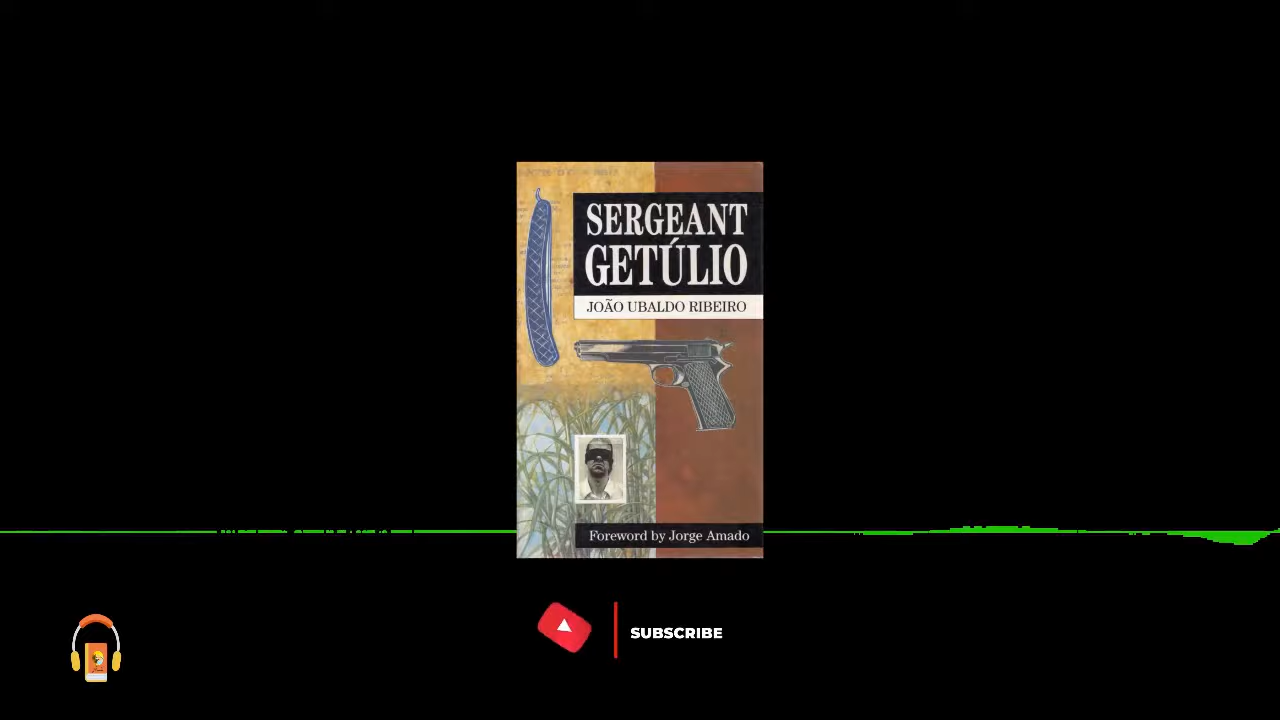 SERGEANT
GETÚLIO
JOÃO UBALDO RIBEIRO
Foreword by Jorge Amado
SUBSCRIBE